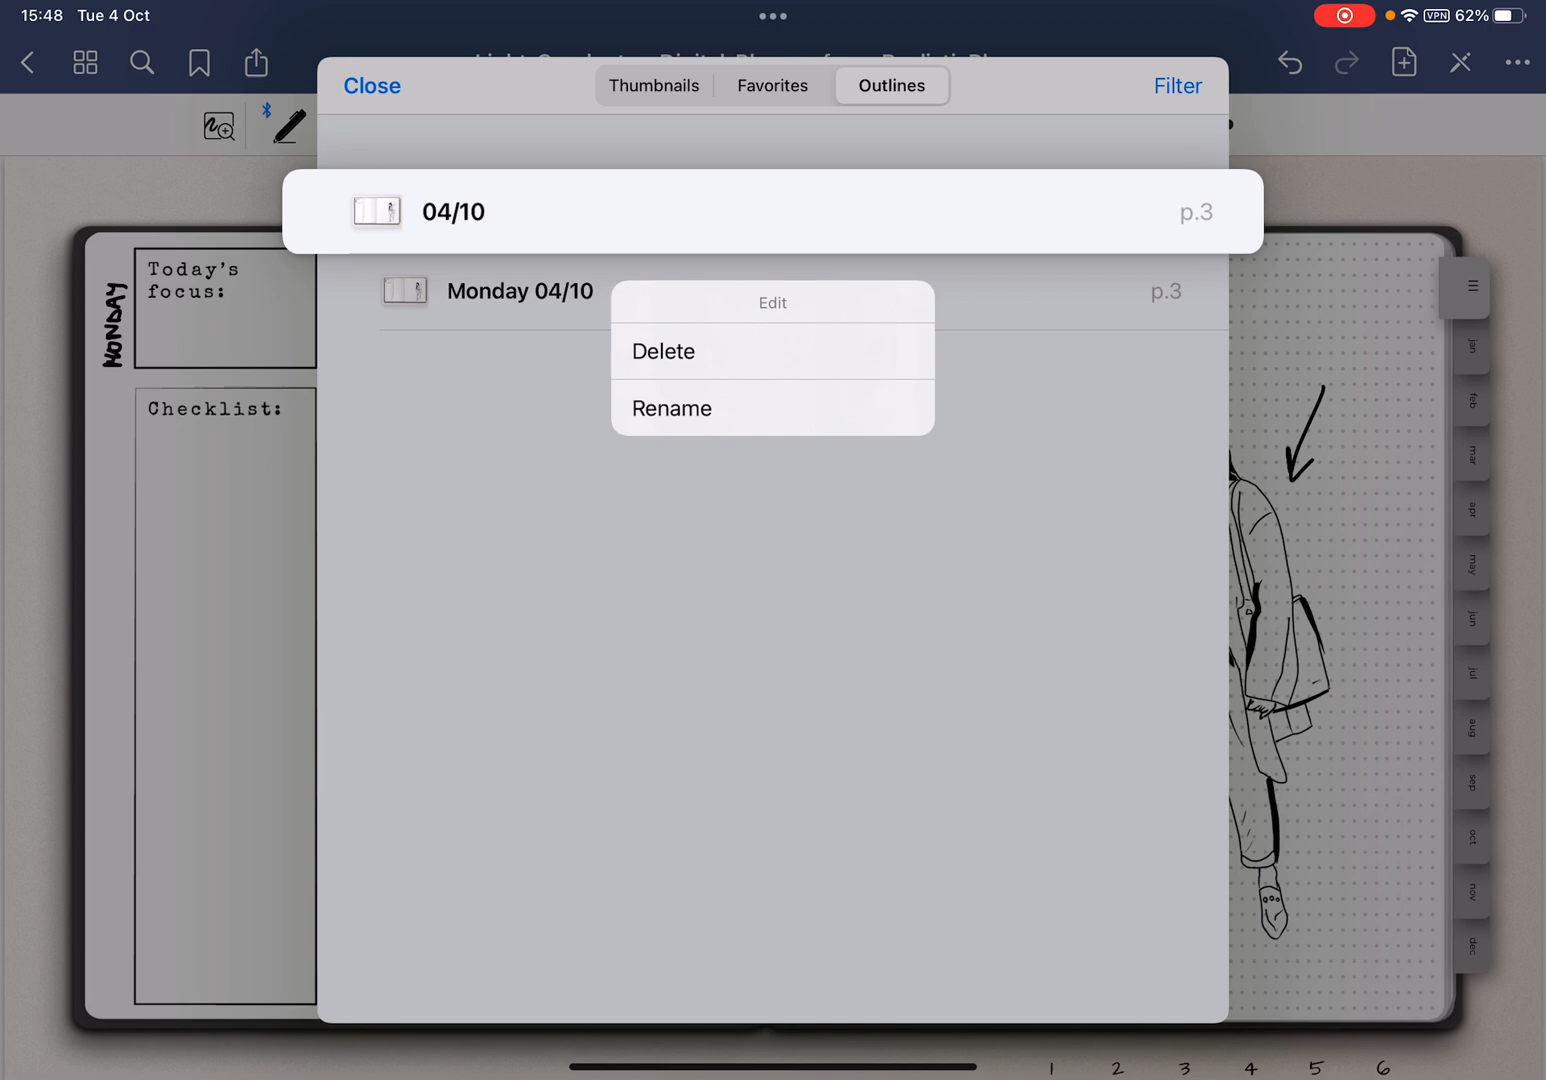 15:48 Tue 4 Oct
VPN 62%
Close
Thumbnails
Favorites
Outlines
Filter
04/10
p.3
Monday 04/10
p.3
Edit
Delete
Rename
MONDAY
Today's
focus:
Checklist:
jan
feb
mar
apr
may
jun
jul
aug
sep
oct
nov
dec
1 2 3 4 5 6